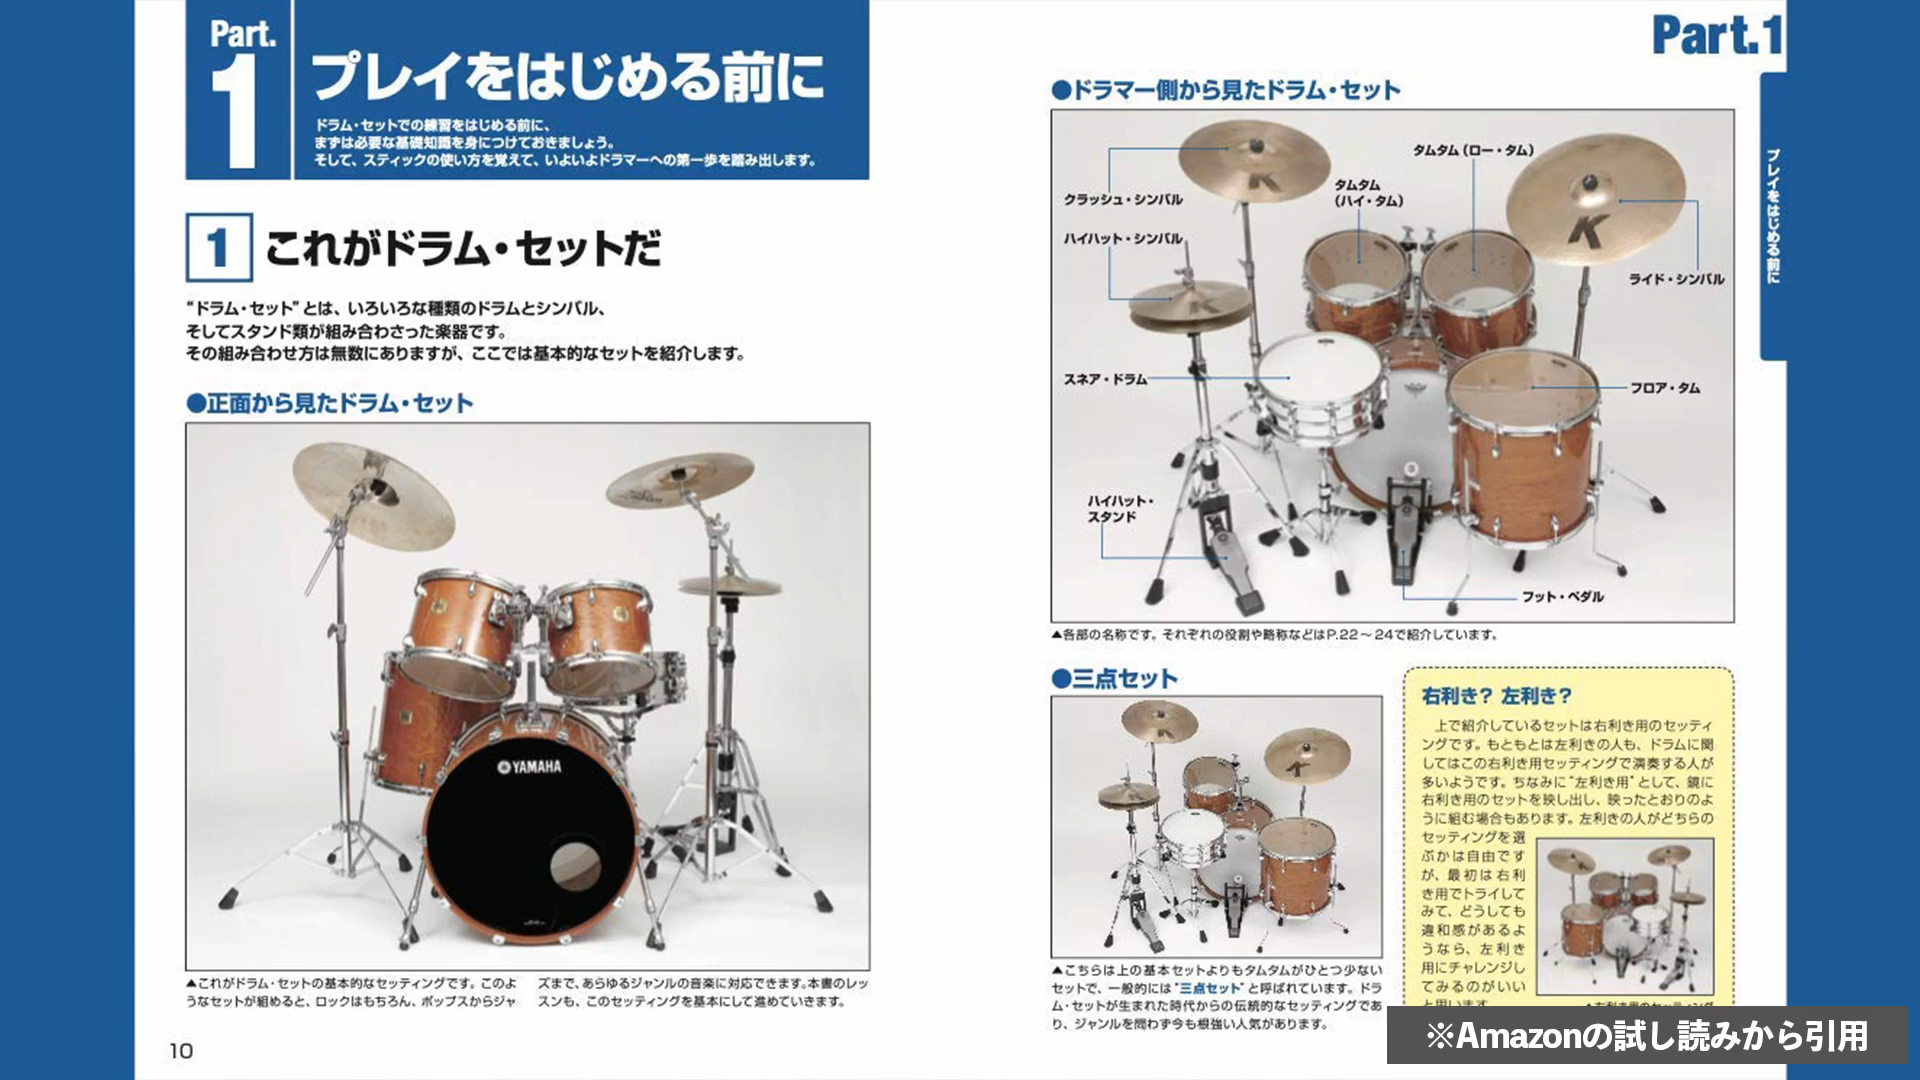 Part.
1
プレイをはじめる前に
ドラム・セットでの練習をはじめる前に、
まずは必要な基礎知識を身につけておきましょう。
そして、スティックの使い方を覚えて、いよいよドラマーへの第一歩を踏み出します。
1 これがドラム・セットだ
“ドラム・セット”とは、いろいろな種類のドラムとシンバル、
そしてスタンド類が組み合わさった楽器です。
その組み合わせ方は無数にありますが、ここでは基本的なセットを紹介します。
●正面から見たドラム・セット
YAMAHA
▲これがドラム・セットの基本的なセッティングです。このよ
うなセットが組めると、ロックはもちろん、ポップスからジャ
ズまで、あらゆるジャンルの音楽に対応できます。本書のレッ
スンも、このセッティングを基本にして進めていきます。
10
Part.1
プレイをはじめる前に
●ドラマー側から見たドラム・セット
クラッシュ・シンバル
ハイハット・シンバル
タムタム
（ハイ・タム）
タムタム（ロー・タム）
K
K
ライド・シンバル
スネア・ドラム
フロア・タム
ハイハット・
スタンド
フット・ペダル
▲各部の名称です。それぞれの役割や略称などはP.22～24で紹介しています。
●三点セット
▲こちらは上の基本セットよりもタムタムがひとつ少ない
セットで、一般的には“三点セット”と呼ばれています。ドラ
ム・セットが生まれた時代からの伝統的なセッティングであ
り、ジャンルを問わず今も根強い人気があります。
右利き？ 左利き？
上で紹介しているセットは右利き用のセッティ
ングです。もともとは左利きの人も、ドラムに関
してはこの右利き用セッティングで演奏する人が
多いようです。ちなみに“左利き用”として、鏡に
右利き用のセットを映し出し、映ったとおりのよ
うに組む場合もあります。左利きの人がどちらの
セッティングを選
ぶかは自由です
が、最初は右利
き用でトライして
みて、どうしても
違和感があるよ
うなら、左利き
用にチャレンジし
てみるのがいい
と思います
※Amazonの試し読みから引用